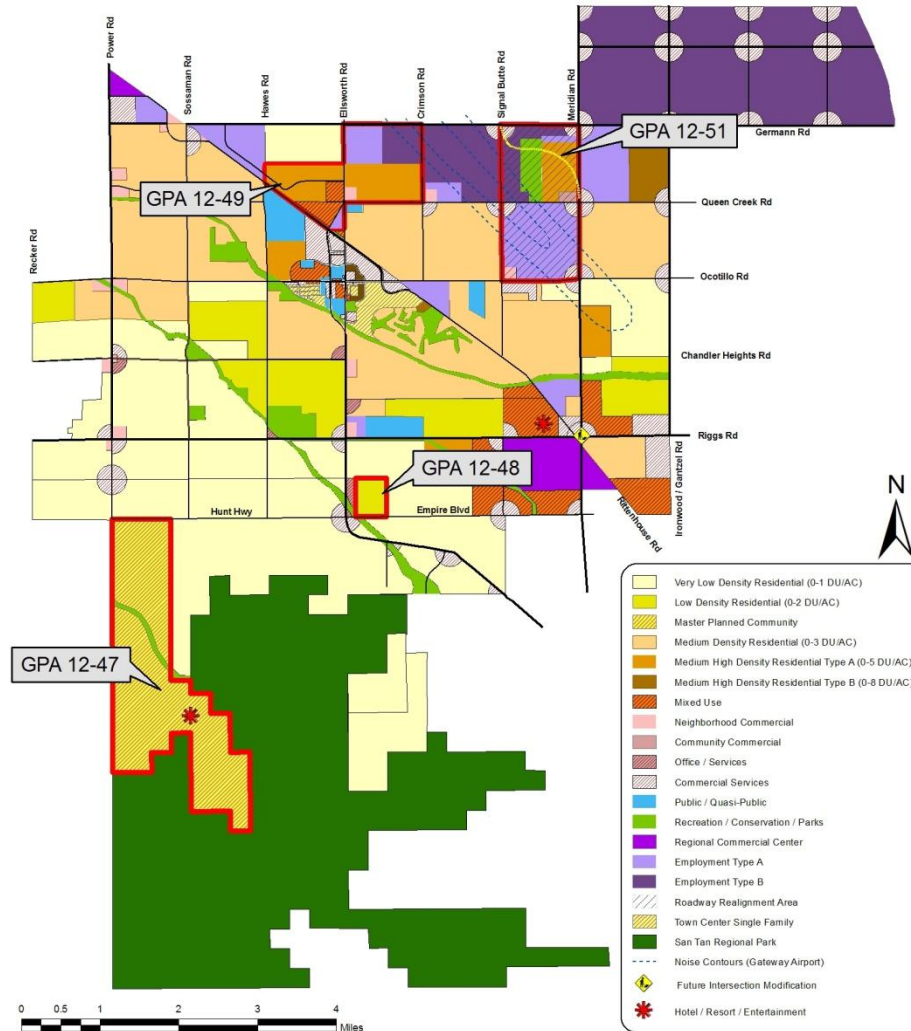 Power Rd
Sossaman Rd
Hawes Rd
Ellsworth Rd
Crimson Rd
Signal Butte Rd
Meridian Rd
GPA 12-51
Germann Rd
GPA 12-49
Queen Creek Rd
Recker Rd
Ocotillo Rd
Chandler Heights Rd
Riggs Rd
GPA 12-48
Hunt Hwy
Empire Blvd
Rittenhouse Rd
Ironwood / Gantzel Rd
N
GPA 12-47
Very Low Density Residential (0-1 DU/AC)
Low Density Residential (0-2 DU/AC)
Master Planned Community
Medium Density Residential (0-3 DU/AC)
Medium High Density Residential Type A (0-5 DU/AC)
Medium High Density Residential Type B (0-8 DU/AC)
Mixed Use
Neighborhood Commercial
Community Commercial
Office / Services
Commercial Services
Public / Quasi-Public
Recreation / Conservation / Parks
Regional Commercial Center
Employment Type A
Employment Type B
Roadway Realignment Area
Town Center Single Family
San Tan Regional Park
Noise Contours (Gateway Airport)
Future Intersection Modification
Hotel / Resort / Entertainment
0 0.5 1 2 3 4
Miles